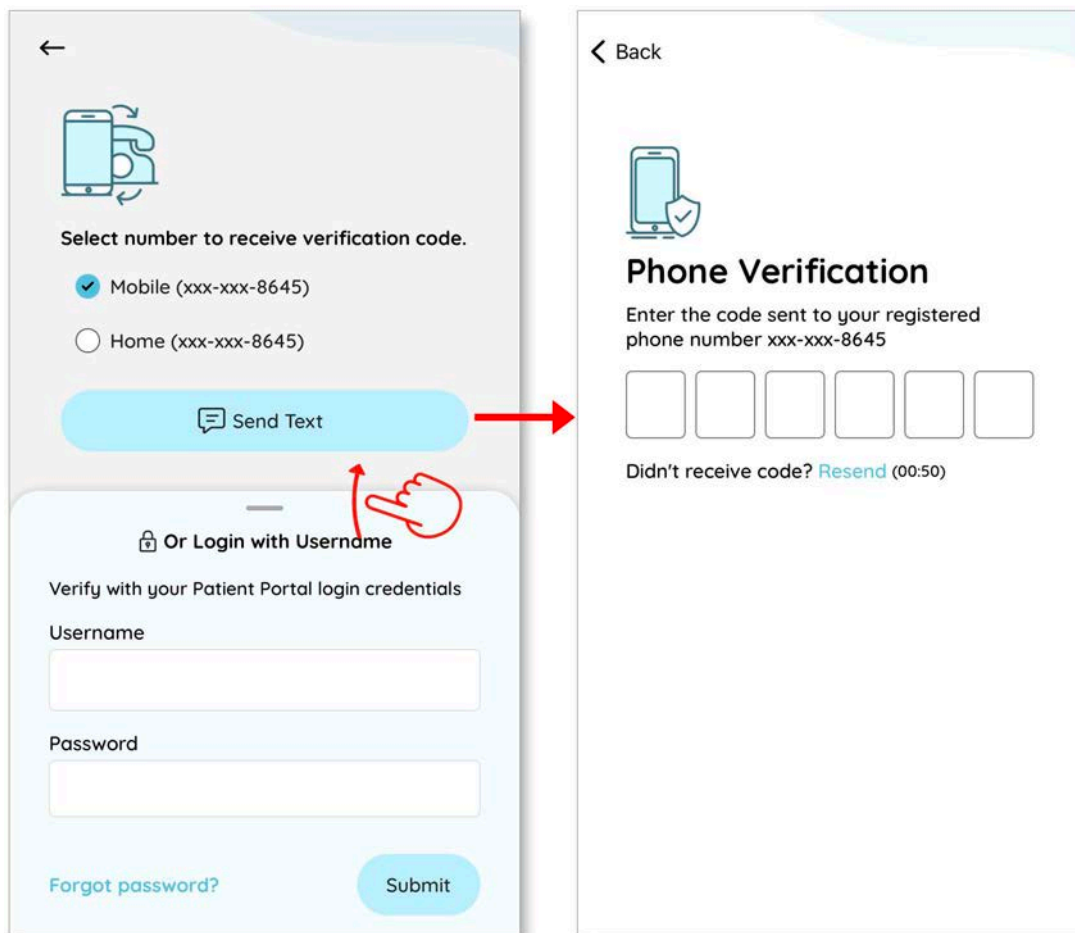 Select number to receive verification code.
Mobile (xxx-xxx-8645)
Home (xxx-xxx-8645)
Send Text
Or Login with Username
Verify with your Patient Portal login credentials
Username
Password
Forgot password?
Submit
Back
Phone Verification
Enter the code sent to your registered
phone number xxx-xxx-8645
Didn't receive code? Resend (00:50)